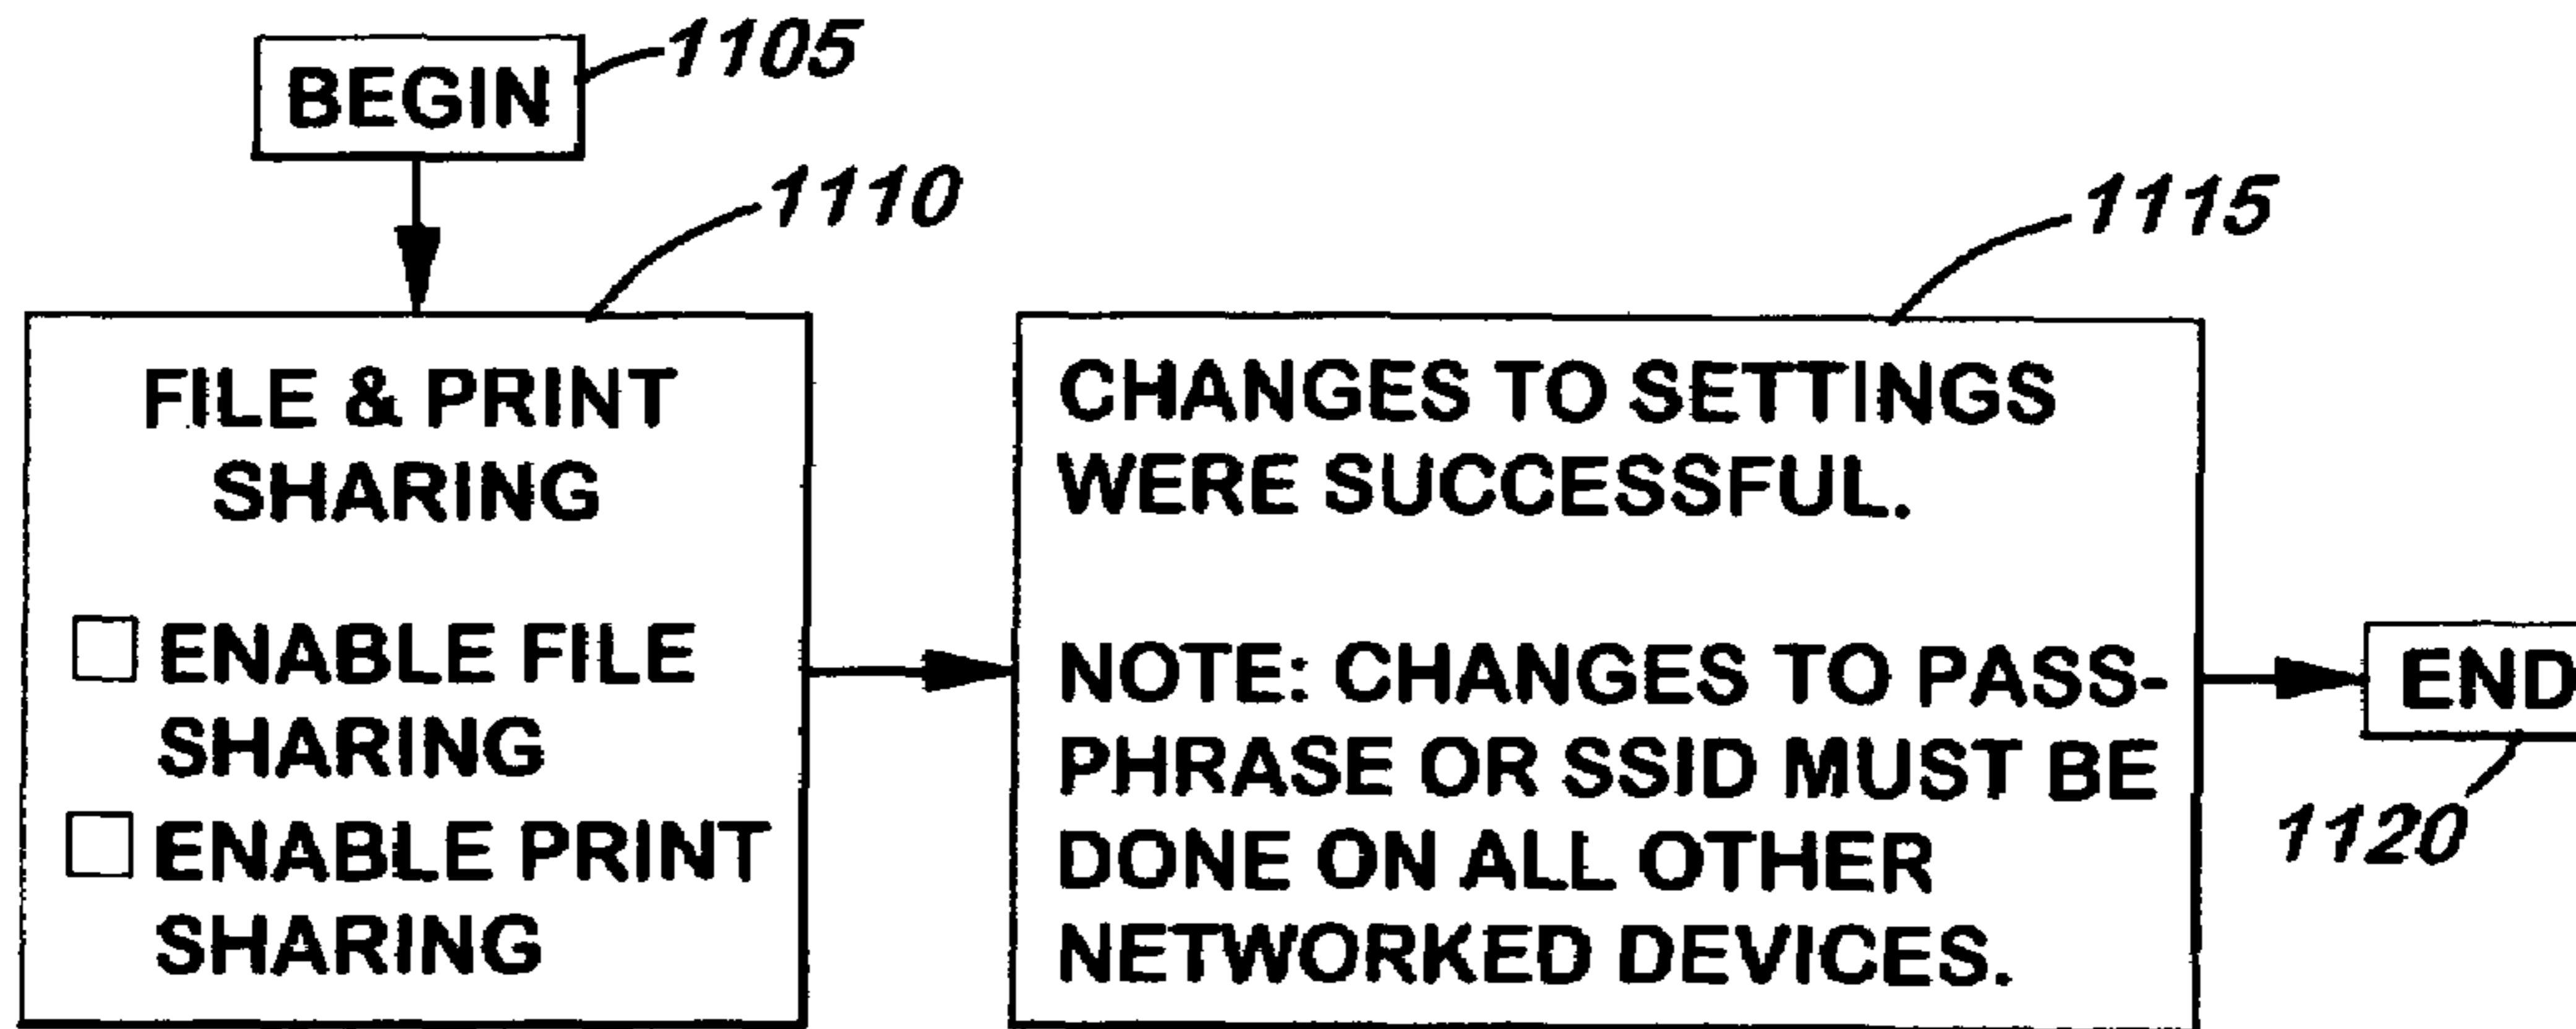 BEGIN
1105
1110
FILE & PRINT
SHARING
ENABLE FILE
SHARING
ENABLE PRINT
SHARING
1115
CHANGES TO SETTINGS
WERE SUCCESSFUL.
NOTE: CHANGES TO PASS-
PHRASE OR SSID MUST BE
DONE ON ALL OTHER
NETWORKED DEVICES.
END
1120